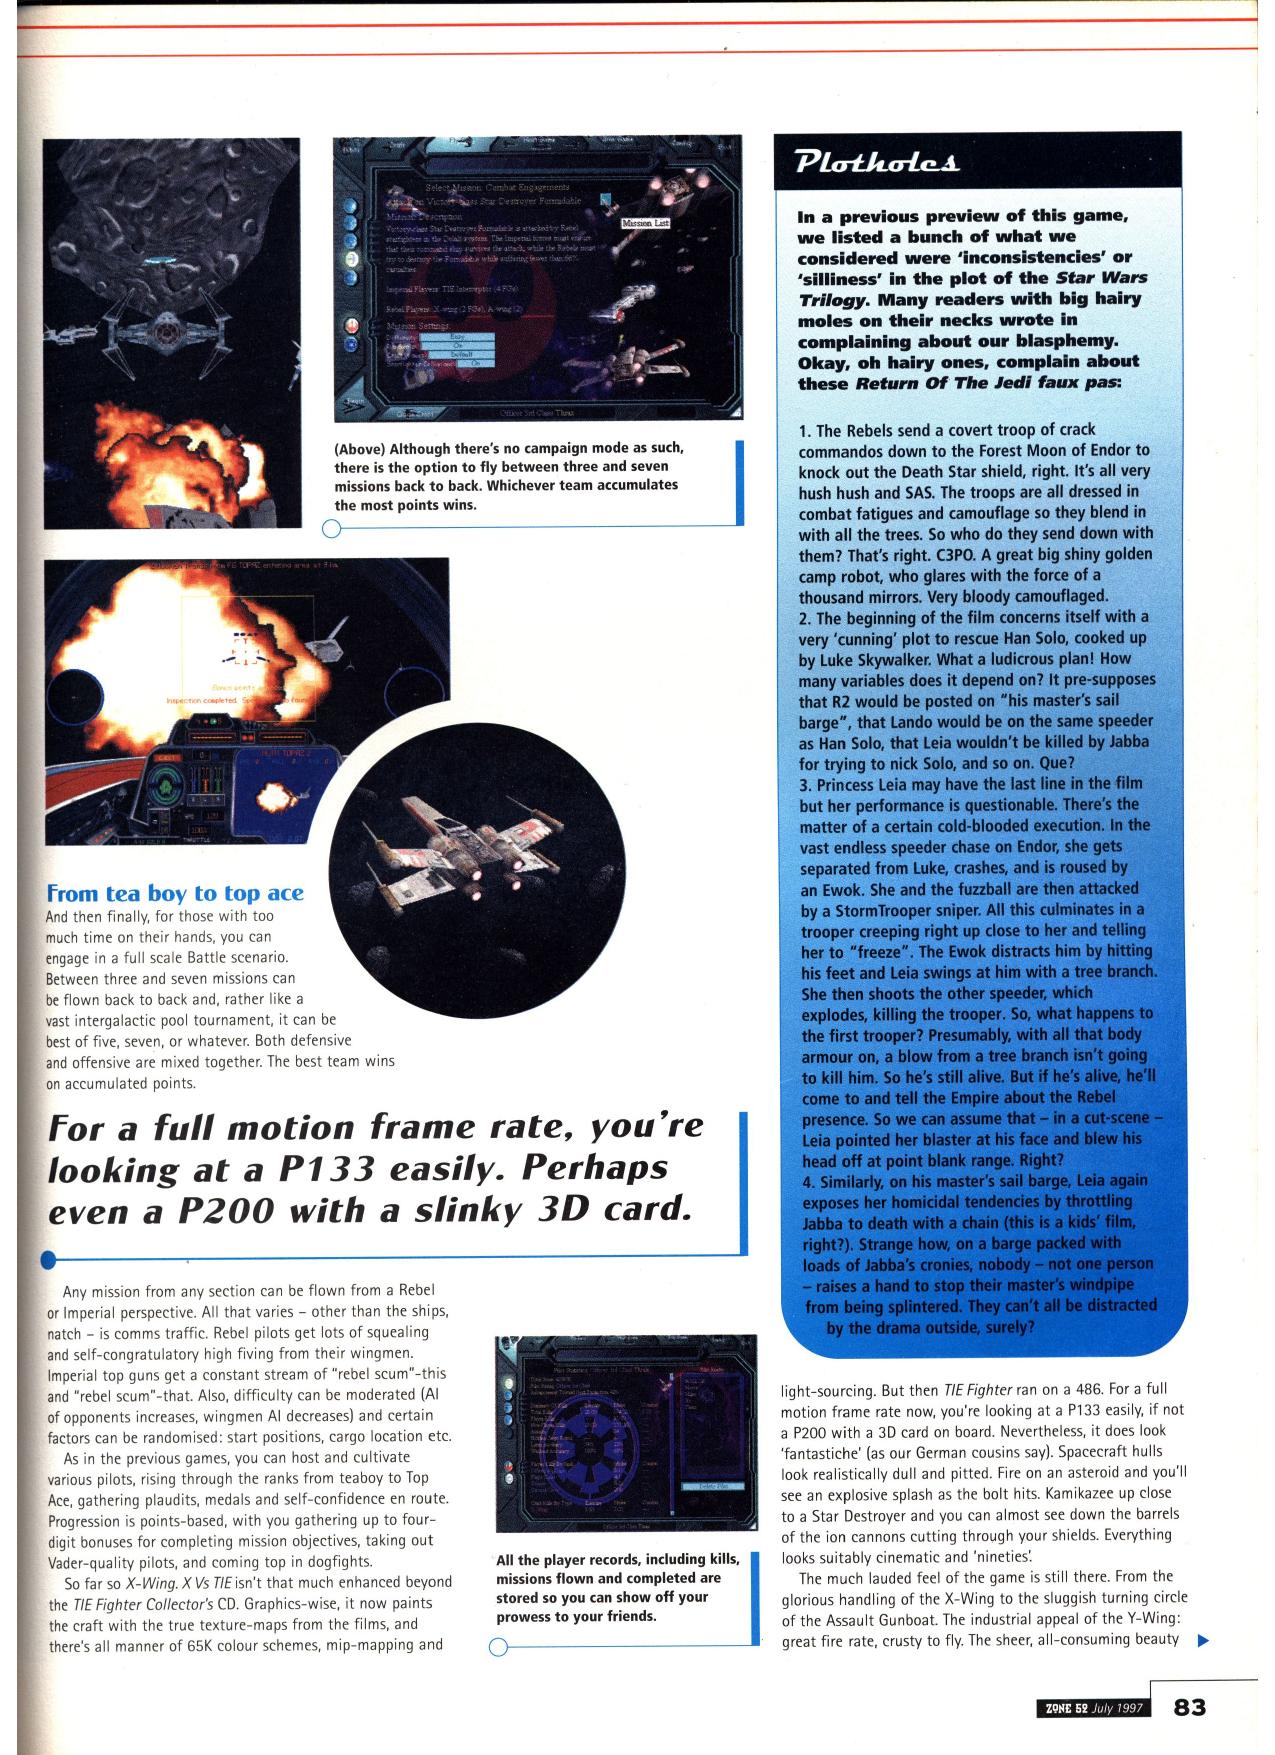 Select Mission: Combat Engagements
Attack on Victory-class Star Destroyer Formidable
Mission Description
Mission List
Mission Settings:
Easy
On
Default
On
Officer 3rd Class Thrax
(Above) Although there's no campaign mode as such,
there is the option to fly between three and seven
missions back to back. Whichever team accumulates
the most points wins.
Inspection completed.
EJECT
THROTTLE
From tea boy to top ace
And then finally, for those with too
much time on their hands, you can
engage in a full scale Battle scenario.
Between three and seven missions can
be flown back to back and, rather like a
vast intergalactic pool tournament, it can be
best of five, seven, or whatever. Both defensive
and offensive are mixed together. The best team wins
on accumulated points.
For a full motion frame rate, you're
looking at a P133 easily. Perhaps
even a P200 with a slinky 3D card.
Any mission from any section can be flown from a Rebel
or Imperial perspective. All that varies – other than the ships,
natch – is comms traffic. Rebel pilots get lots of squealing
and self-congratulatory high fiving from their wingmen.
Imperial top guns get a constant stream of "rebel scum"-this
and "rebel scum"-that. Also, difficulty can be moderated (AI
of opponents increases, wingmen AI decreases) and certain
factors can be randomised: start positions, cargo location etc.
As in the previous games, you can host and cultivate
various pilots, rising through the ranks from teaboy to Top
Ace, gathering plaudits, medals and self-confidence en route.
Progression is points-based, with you gathering up to four-
digit bonuses for completing mission objectives, taking out
Vader-quality pilots, and coming top in dogfights.
So far so X-Wing. X Vs TIE isn't that much enhanced beyond
the TIE Fighter Collector's CD. Graphics-wise, it now paints
the craft with the true texture-maps from the films, and
there's all manner of 65K colour schemes, mip-mapping and
All the player records, including kills,
missions flown and completed are
stored so you can show off your
prowess to your friends.
Plotholes
In a previous preview of this game,
we listed a bunch of what we
considered were 'inconsistencies' or
'silliness' in the plot of the Star Wars
Trilogy. Many readers with big hairy
moles on their necks wrote in
complaining about our blasphemy.
Okay, oh hairy ones, complain about
these Return Of The Jedi faux pas:
1. The Rebels send a covert troop of crack
commandos down to the Forest Moon of Endor to
knock out the Death Star shield, right. It's all very
hush hush and SAS. The troops are all dressed in
combat fatigues and camouflage so they blend in
with all the trees. So who do they send down with
them? That's right. C3PO. A great big shiny golden
camp robot, who glares with the force of a
thousand mirrors. Very bloody camouflaged.
2. The beginning of the film concerns itself with a
very 'cunning' plot to rescue Han Solo, cooked up
by Luke Skywalker. What a ludicrous plan! How
many variables does it depend on? It pre-supposes
that R2 would be posted on "his master's sail
barge", that Lando would be on the same speeder
as Han Solo, that Leia wouldn't be killed by Jabba
for trying to nick Solo, and so on. Que?
3. Princess Leia may have the last line in the film
but her performance is questionable. There's the
matter of a certain cold-blooded execution. In the
vast endless speeder chase on Endor, she gets
separated from Luke, crashes, and is roused by
an Ewok. She and the fuzzball are then attacked
by a StormTrooper sniper. All this culminates in a
trooper creeping right up close to her and telling
her to "freeze". The Ewok distracts him by hitting
his feet and Leia swings at him with a tree branch.
She then shoots the other speeder, which
explodes, killing the trooper. So, what happens to
the first trooper? Presumably, with all that body
armour on, a blow from a tree branch isn't going
to kill him. So he's still alive. But if he's alive, he'll
come to and tell the Empire about the Rebel
presence. So we can assume that – in a cut-scene –
Leia pointed her blaster at his face and blew his
head off at point blank range. Right?
4. Similarly, on his master's sail barge, Leia again
exposes her homicidal tendencies by throttling
Jabba to death with a chain (this is a kids' film,
right?). Strange how, on a barge packed with
loads of Jabba's cronies, nobody – not one person
– raises a hand to stop their master's windpipe
from being splintered. They can't all be distracted
by the drama outside, surely?
light-sourcing. But then TIE Fighter ran on a 486. For a full
motion frame rate now, you're looking at a P133 easily, if not
a P200 with a 3D card on board. Nevertheless, it does look
'fantastiche' (as our German cousins say). Spacecraft hulls
look realistically dull and pitted. Fire on an asteroid and you'll
see an explosive splash as the bolt hits. Kamikazee up close
to a Star Destroyer and you can almost see down the barrels
of the ion cannons cutting through your shields. Everything
looks suitably cinematic and 'nineties'.
The much lauded feel of the game is still there. From the
glorious handling of the X-Wing to the sluggish turning circle
of the Assault Gunboat. The industrial appeal of the Y-Wing:
great fire rate, crusty to fly. The sheer, all-consuming beauty
ZONE 52 July 1997 83